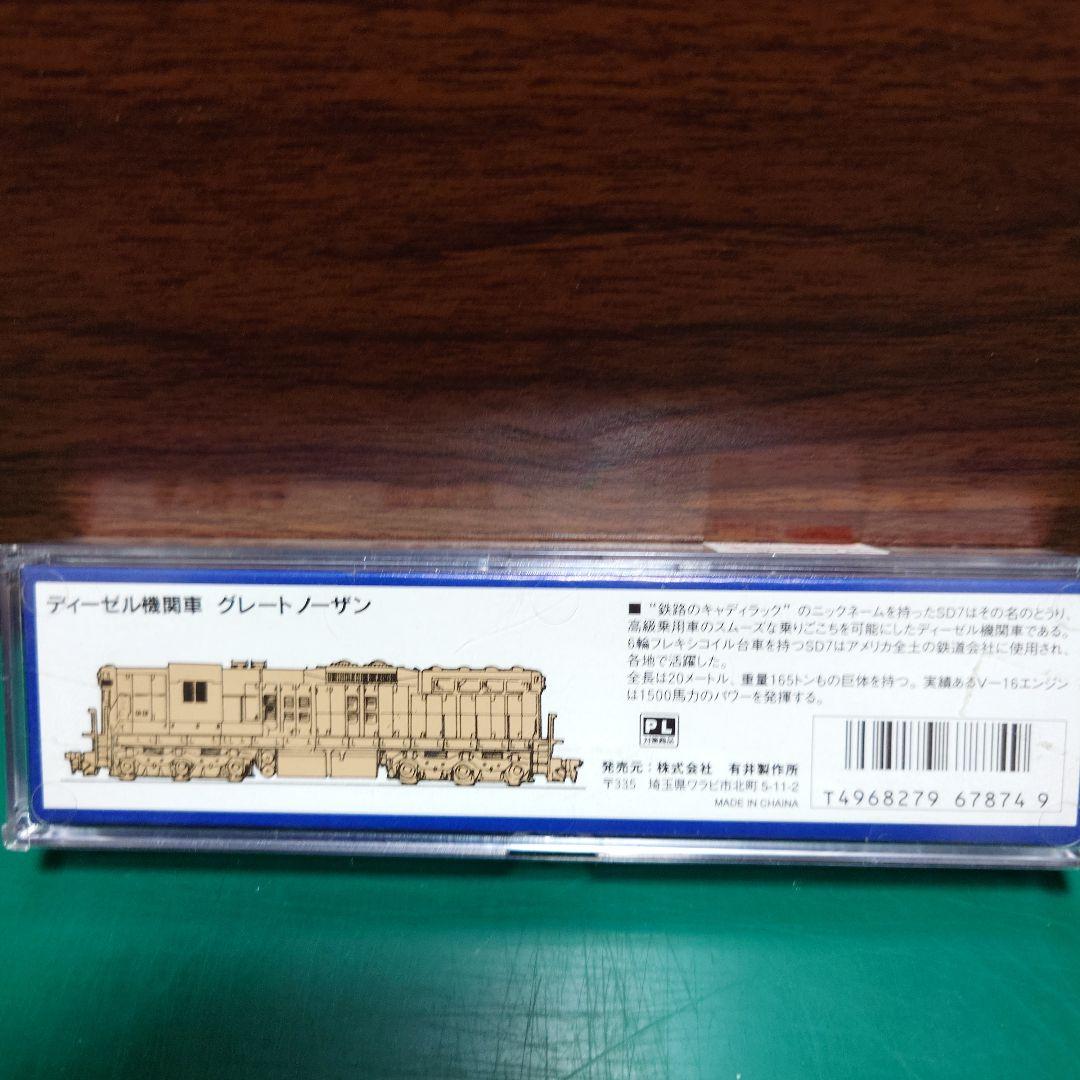 ディーゼル機関車 グレートノーザン
■ “鉄路のキャディラック”のニックネームを持ったSD7はその名のとうり、
高級乗用車のスムーズな乗りごこちを可能にしたディーゼル機関車である。
6輪フレキシコイル台車を持つSD7はアメリカ全土の鉄道会社に使用され、
各地で活躍した。
全長は20メートル、重量165トンもの巨体を持つ。実績あるV－16エンジン
は1500馬力のパワーを発揮する。
PL
対策商品
発売元：株式会社 有井製作所
〒335 埼玉県ワラビ市北町 5-11-2
MADE IN CHAINA
T4968279 67874 9